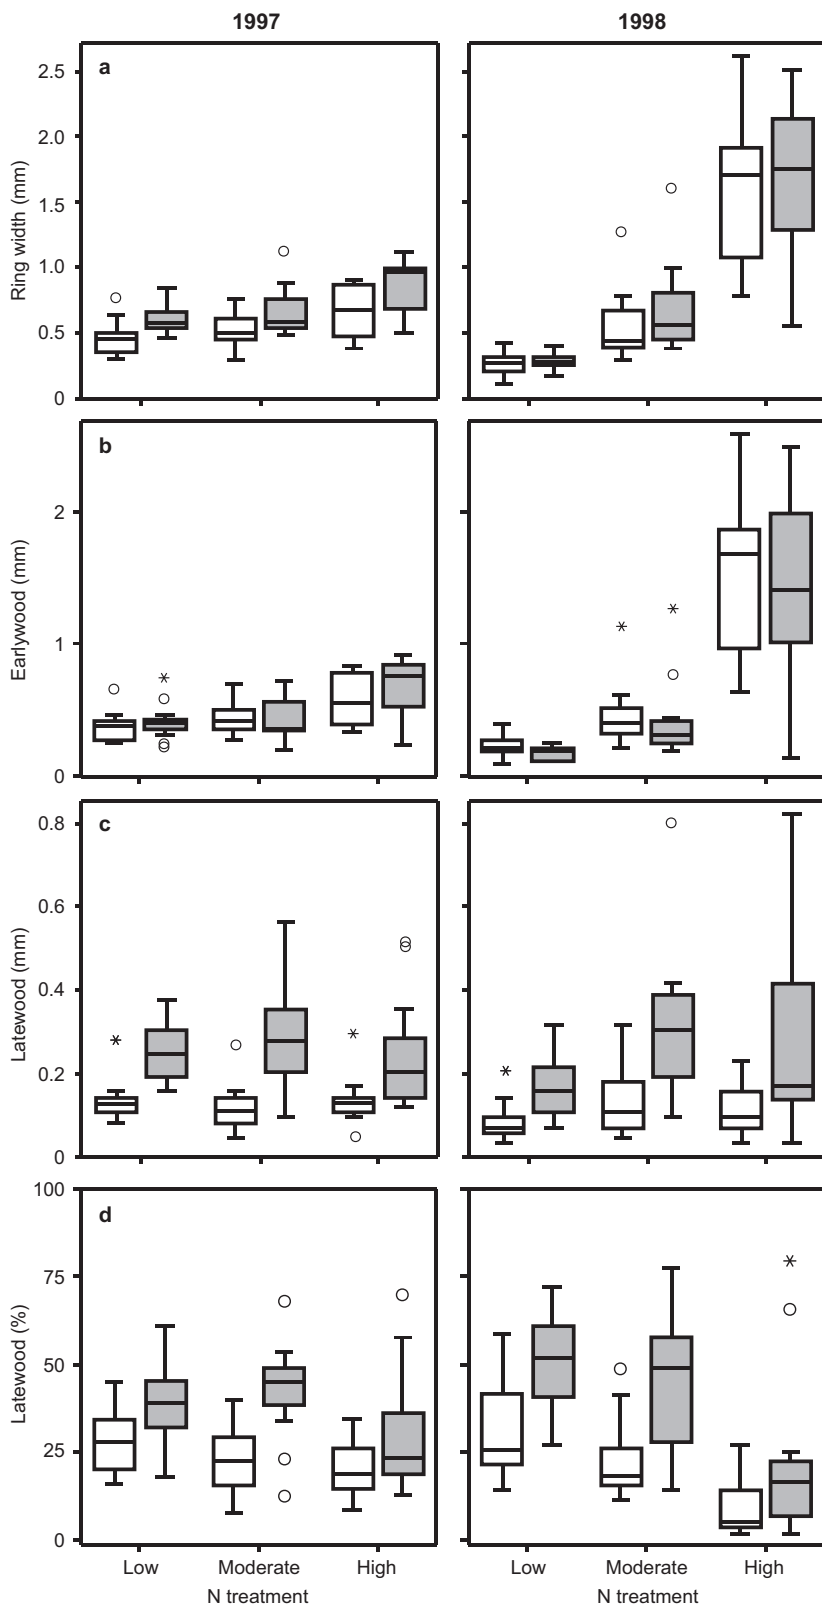 1997 1998
a
2.5
2.0
1.5
1.0
0.5
0
Ring width (mm)
b
2
1
0
Earlywood (mm)
c
0.8
0.6
0.4
0.2
0
Latewood (mm)
d
100
75
50
25
0
Latewood (%)
Low Moderate High Low Moderate High
N treatment N treatment